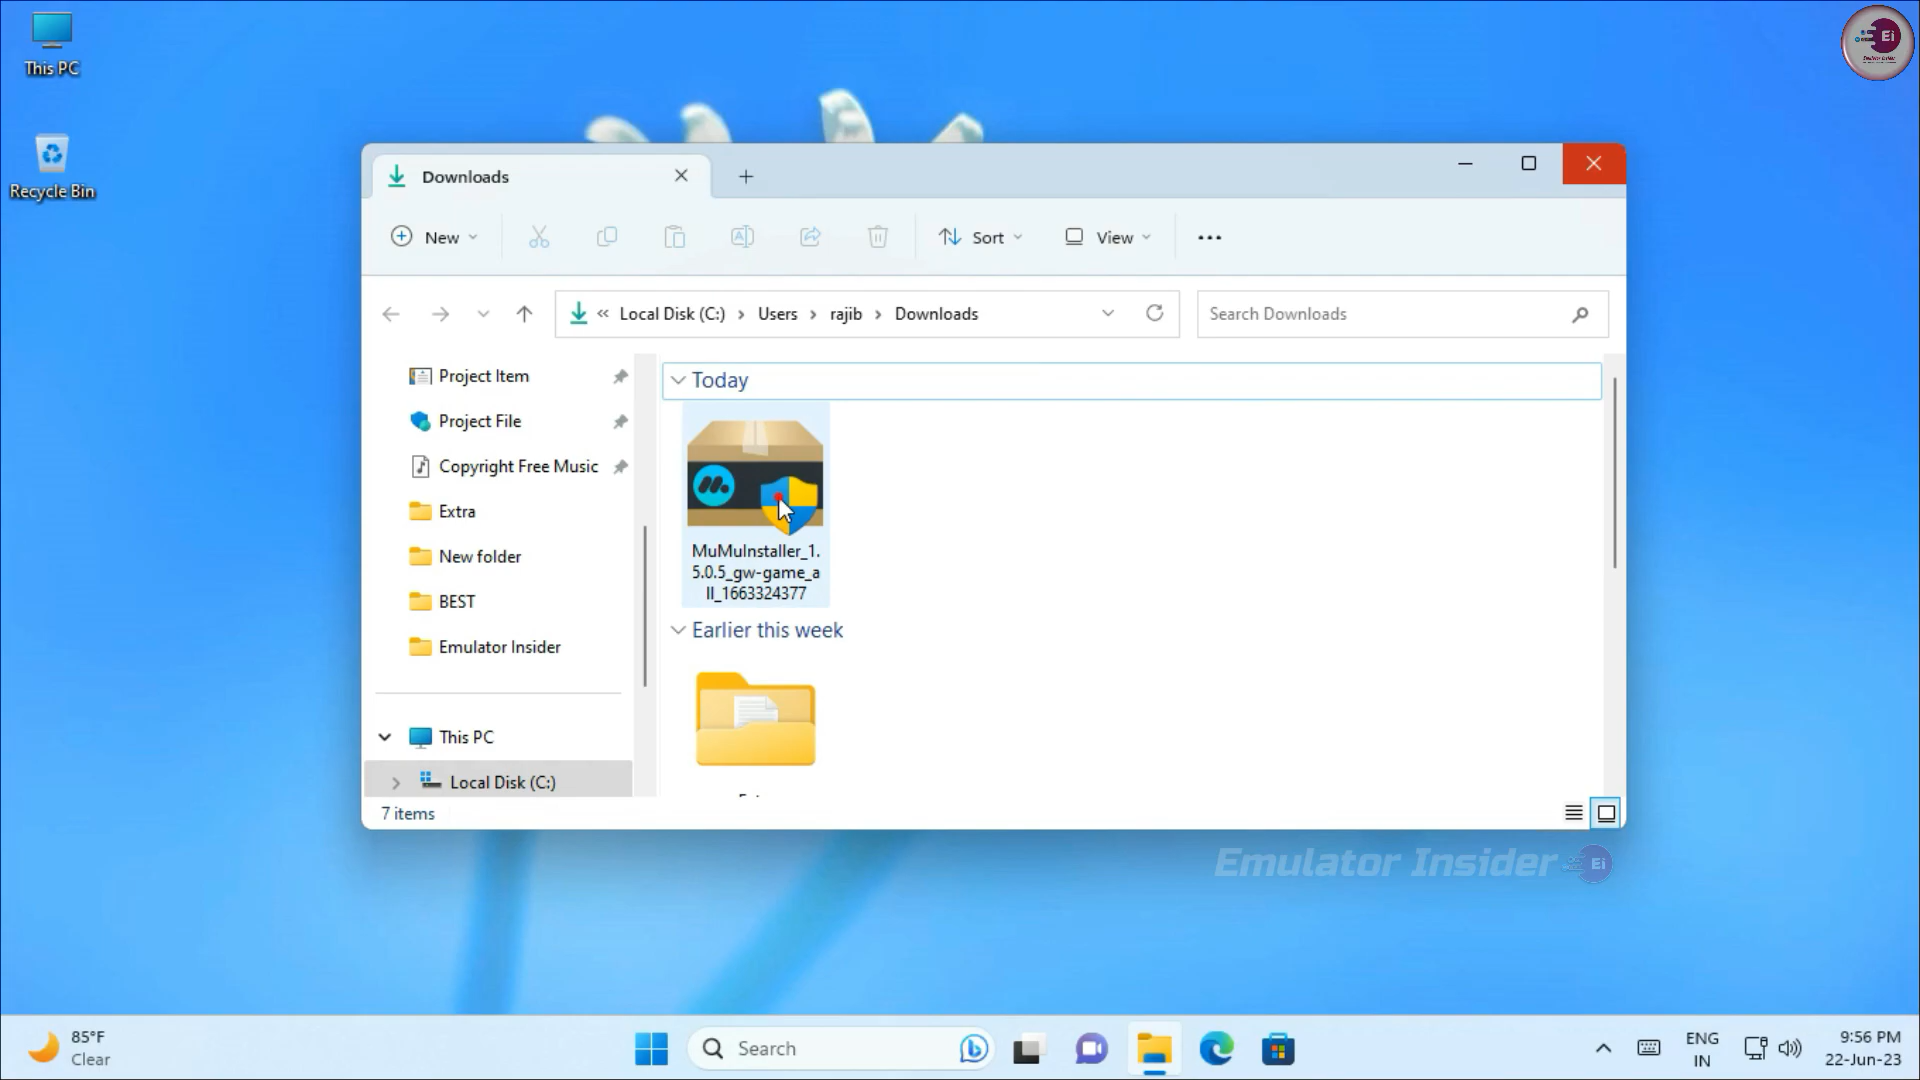 This PC
Recycle Bin
Ei
Downloads
New
Sort
View
Local Disk (C:)
Users
rajib
Downloads
Search Downloads
Project Item
Project File
Copyright Free Music
Extra
New folder
BEST
Emulator Insider
This PC
Local Disk (C:)
Today
MuMuInstaller_1.
5.0.5_gw-game_a
ll_1663324377
Earlier this week
7 items
Emulator Insider Ei
85°F
Clear
Search
ENG
IN
9:56 PM
22-Jun-23